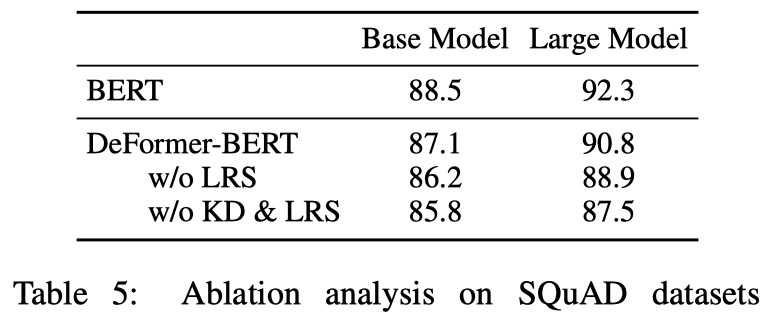 Base Model Large Model
BERT 88.5 92.3
DeFormer-BERT 87.1 90.8
w/o LRS 86.2 88.9
w/o KD & LRS 85.8 87.5
Table 5: Ablation analysis on SQuAD datasets